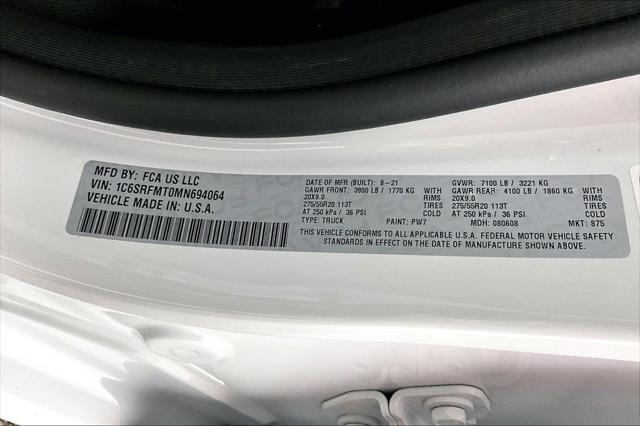 MFD BY: FCA US LLC
VIN: 1C6SRFMT0MN694064
VEHICLE MADE IN: U.S.A.
DATE OF MFR (BUILT): 8-21 GVWR: 7100 LB / 3221 KG
GAWR FRONT: 3900 LB / 1770 KG WITH GAWR REAR: 4100 LB / 1860 KG WITH
20X9.0 RIMS 20X9.0 RIMS
275/55R20 113T TIRES 275/55R20 113T TIRES
AT 250 kPa / 36 PSI COLD AT 250 kPa / 36 PSI COLD
TYPE: TRUCK PAINT: PW7 MDH: 080608 MKT: 875
THIS VEHICLE CONFORMS TO ALL APPLICABLE U.S.A. FEDERAL MOTOR VEHICLE SAFETY
STANDARDS IN EFFECT ON THE DATE OF MANUFACTURE SHOWN ABOVE.